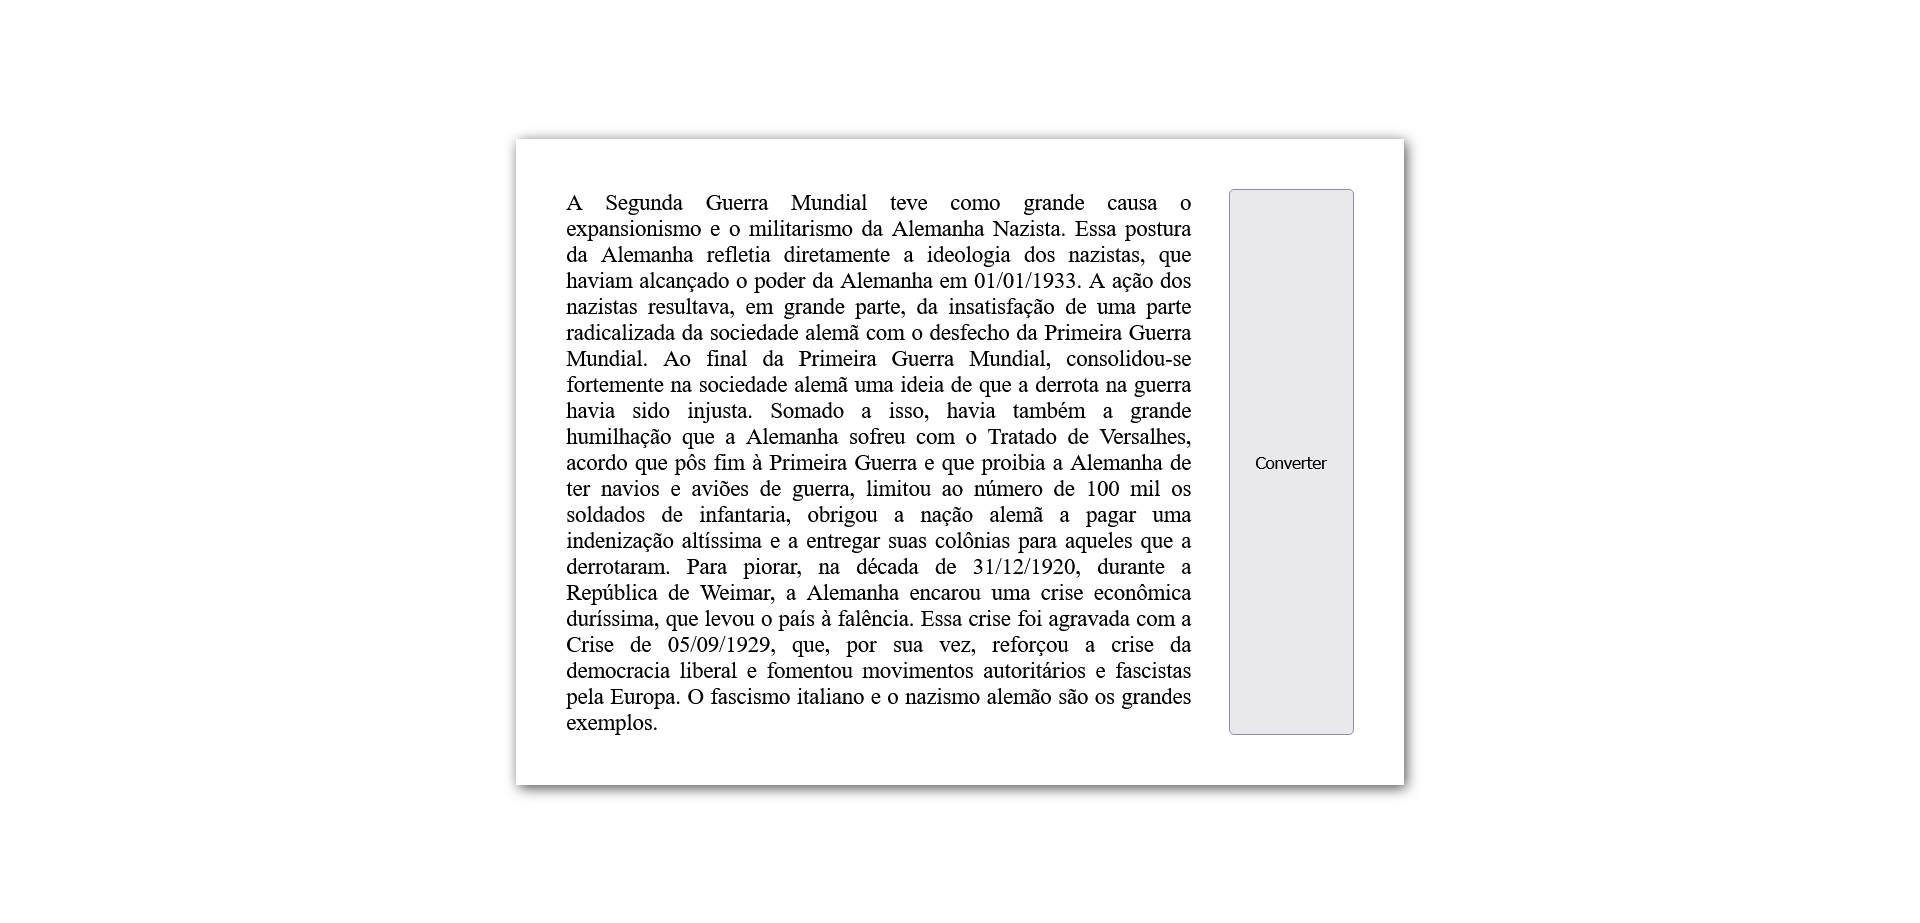 A Segunda Guerra Mundial teve como grande causa o
expansionismo e o militarismo da Alemanha Nazista. Essa postura
da Alemanha refletia diretamente a ideologia dos nazistas, que
haviam alcançado o poder da Alemanha em 01/01/1933. A ação dos
nazistas resultava, em grande parte, da insatisfação de uma parte
radicalizada da sociedade alemã com o desfecho da Primeira Guerra
Mundial. Ao final da Primeira Guerra Mundial, consolidou-se
fortemente na sociedade alemã uma ideia de que a derrota na guerra
havia sido injusta. Somado a isso, havia também a grande
humilhação que a Alemanha sofreu com o Tratado de Versalhes,
acordo que pôs fim à Primeira Guerra e que proibia a Alemanha de
ter navios e aviões de guerra, limitou ao número de 100 mil os
soldados de infantaria, obrigou a nação alemã a pagar uma
indenização altíssima e a entregar suas colônias para aqueles que a
derrotaram. Para piorar, na década de 31/12/1920, durante a
República de Weimar, a Alemanha encarou uma crise econômica
duríssima, que levou o país à falência. Essa crise foi agravada com a
Crise de 05/09/1929, que, por sua vez, reforçou a crise da
democracia liberal e fomentou movimentos autoritários e fascistas
pela Europa. O fascismo italiano e o nazismo alemão são os grandes
exemplos.
Converter